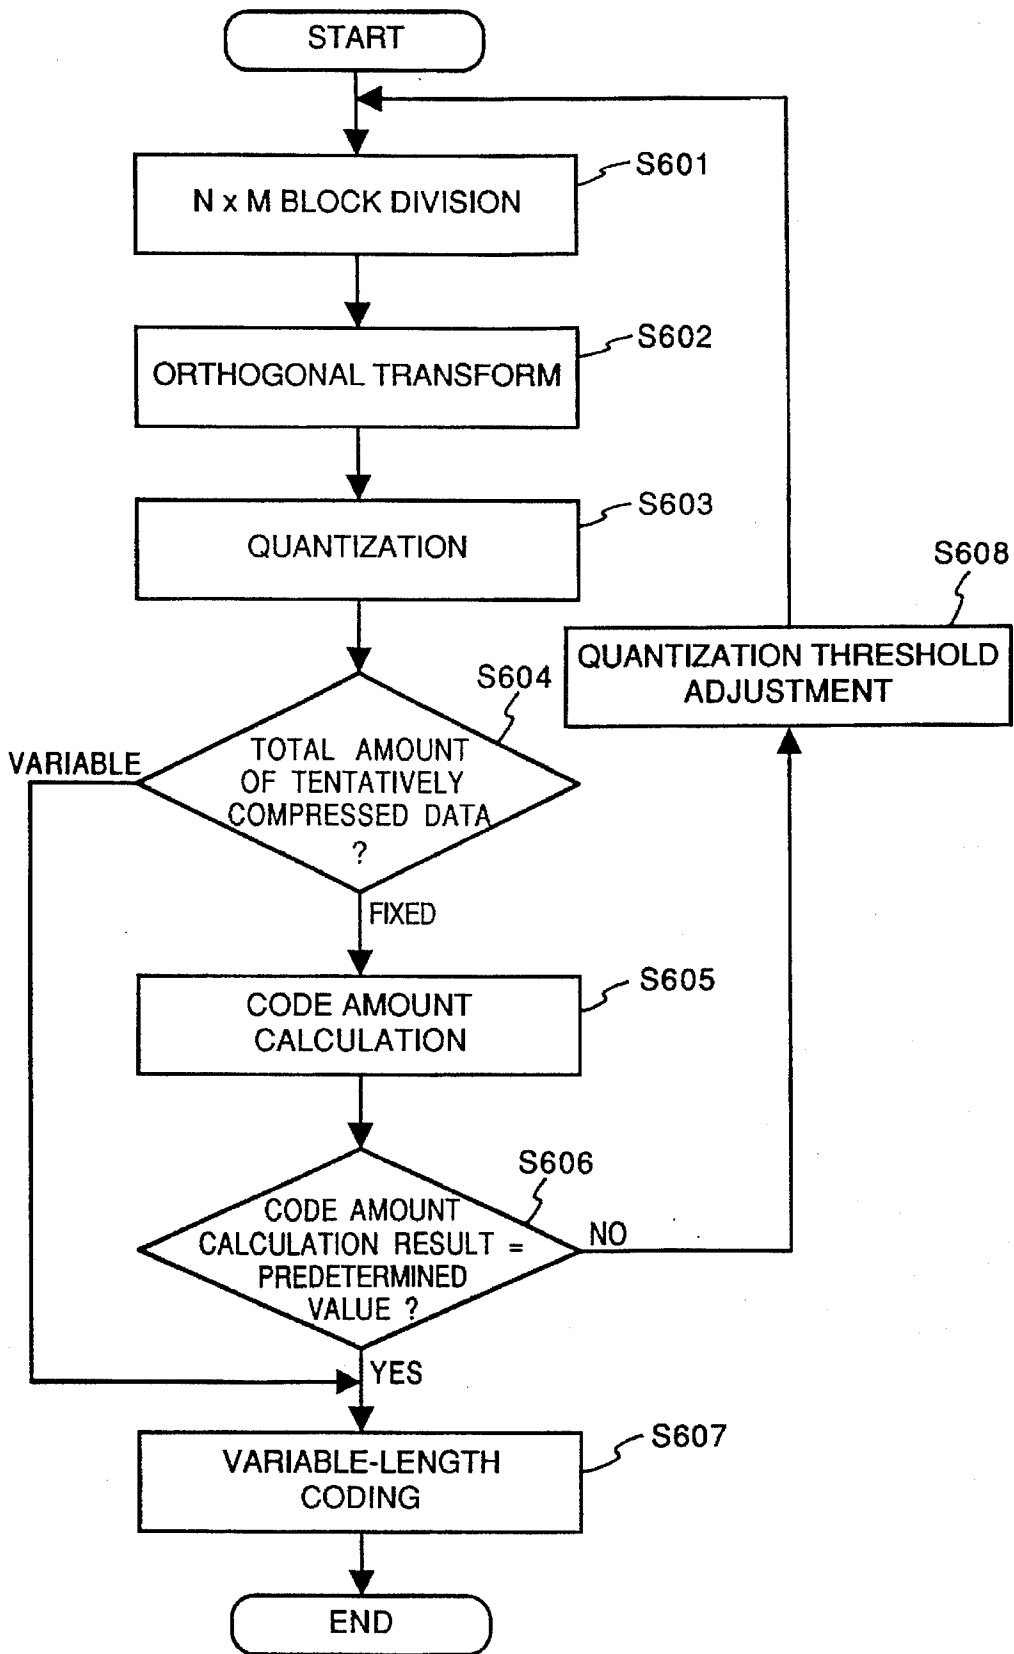 START
S601
N x M BLOCK DIVISION
S602
ORTHOGONAL TRANSFORM
S603
QUANTIZATION
S608
QUANTIZATION THRESHOLD
ADJUSTMENT
S604
VARIABLE
TOTAL AMOUNT
OF TENTATIVELY
COMPRESSED DATA
?
FIXED
S605
CODE AMOUNT
CALCULATION
S606
CODE AMOUNT
CALCULATION RESULT =
PREDETERMINED
VALUE ?
NO
YES
S607
VARIABLE-LENGTH
CODING
END